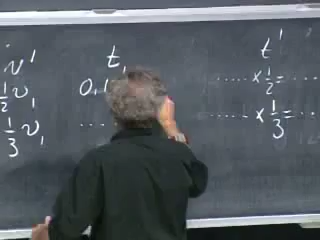 v t t
0,1
½ v ...... × ½ = ......
...... ...... × ⅓ = ......
⅓ v